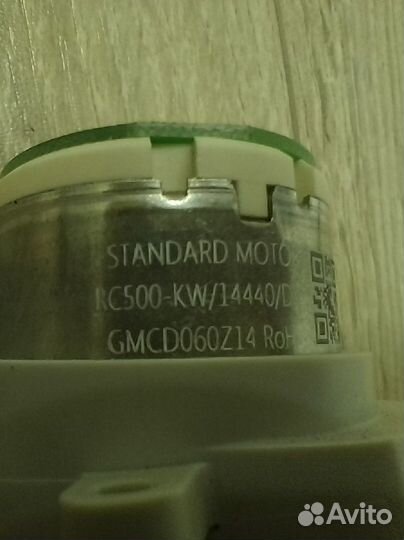 STANDARD MOTO
RC500-KW/14440/D
GMCD060Z14 RoH
Avito